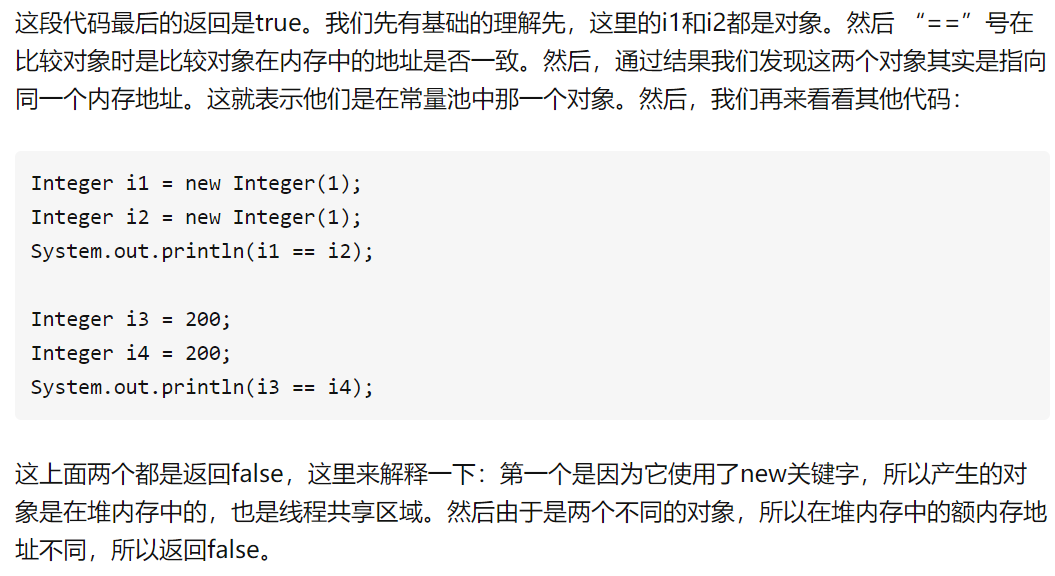 这段代码最后的返回是true。我们先有基础的理解先，这里的i1和i2都是对象。然后 “==”号在
比较对象时是比较对象在内存中的地址是否一致。然后，通过结果我们发现这两个对象其实是指向
同一个内存地址。这就表示他们是在常量池中那一个对象。然后，我们再来看看其他代码：
Integer i1 = new Integer(1);
Integer i2 = new Integer(1);
System.out.println(i1 == i2);
Integer i3 = 200;
Integer i4 = 200;
System.out.println(i3 == i4);
这上面两个都是返回false，这里来解释一下：第一个是因为它使用了new关键字，所以产生的对
象是在堆内存中的，也是线程共享区域。然后由于是两个不同的对象，所以在堆内存中的额内存地
址不同，所以返回false。